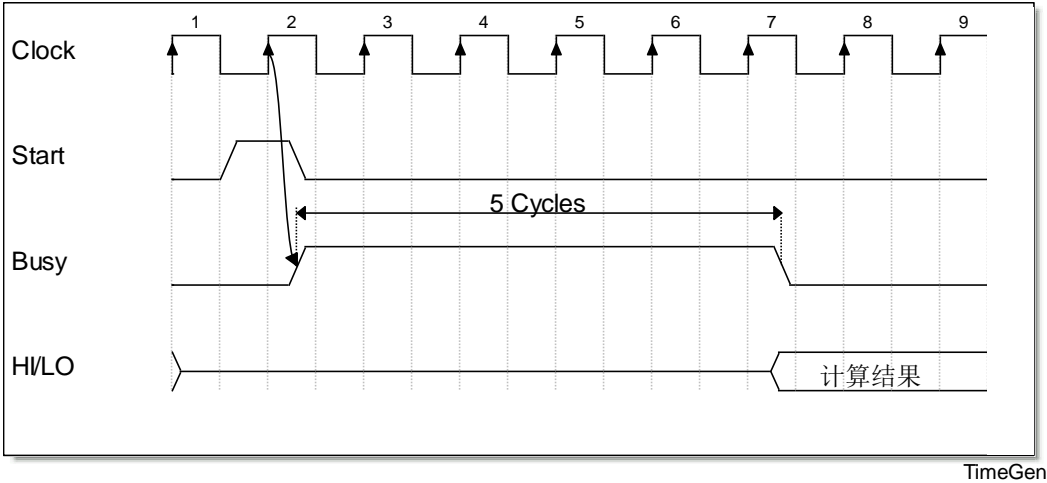 1 2 3 4 5 6 7 8 9
Clock
Start
5 Cycles
Busy
HI/LO
计算结果
TimeGen